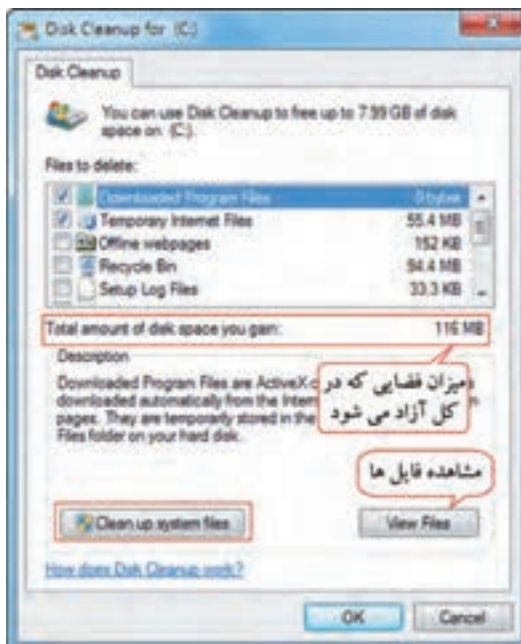 Disk Cleanup for (C:)
Disk Cleanup
You can use Disk Cleanup to free up to 7.99 GB of disk
space on (C:).
Files to delete:
Downloaded Program Files 0 bytes
Temporary Internet Files 55.4 MB
Offline webpages 152 KB
Recycle Bin 94.4 MB
Setup Log Files 33.3 KB
Total amount of disk space you gain: 116 MB
Description
Downloaded Program Files are ActiveX
downloaded automatically from the
pages. They are temporarily stored in the
Files folder on your hard disk.
میزان فضایی که در
کل آزاد می شود
مشاهده فایل ها
Clean up system files
View Files
How does Disk Cleanup work?
OK
Cancel